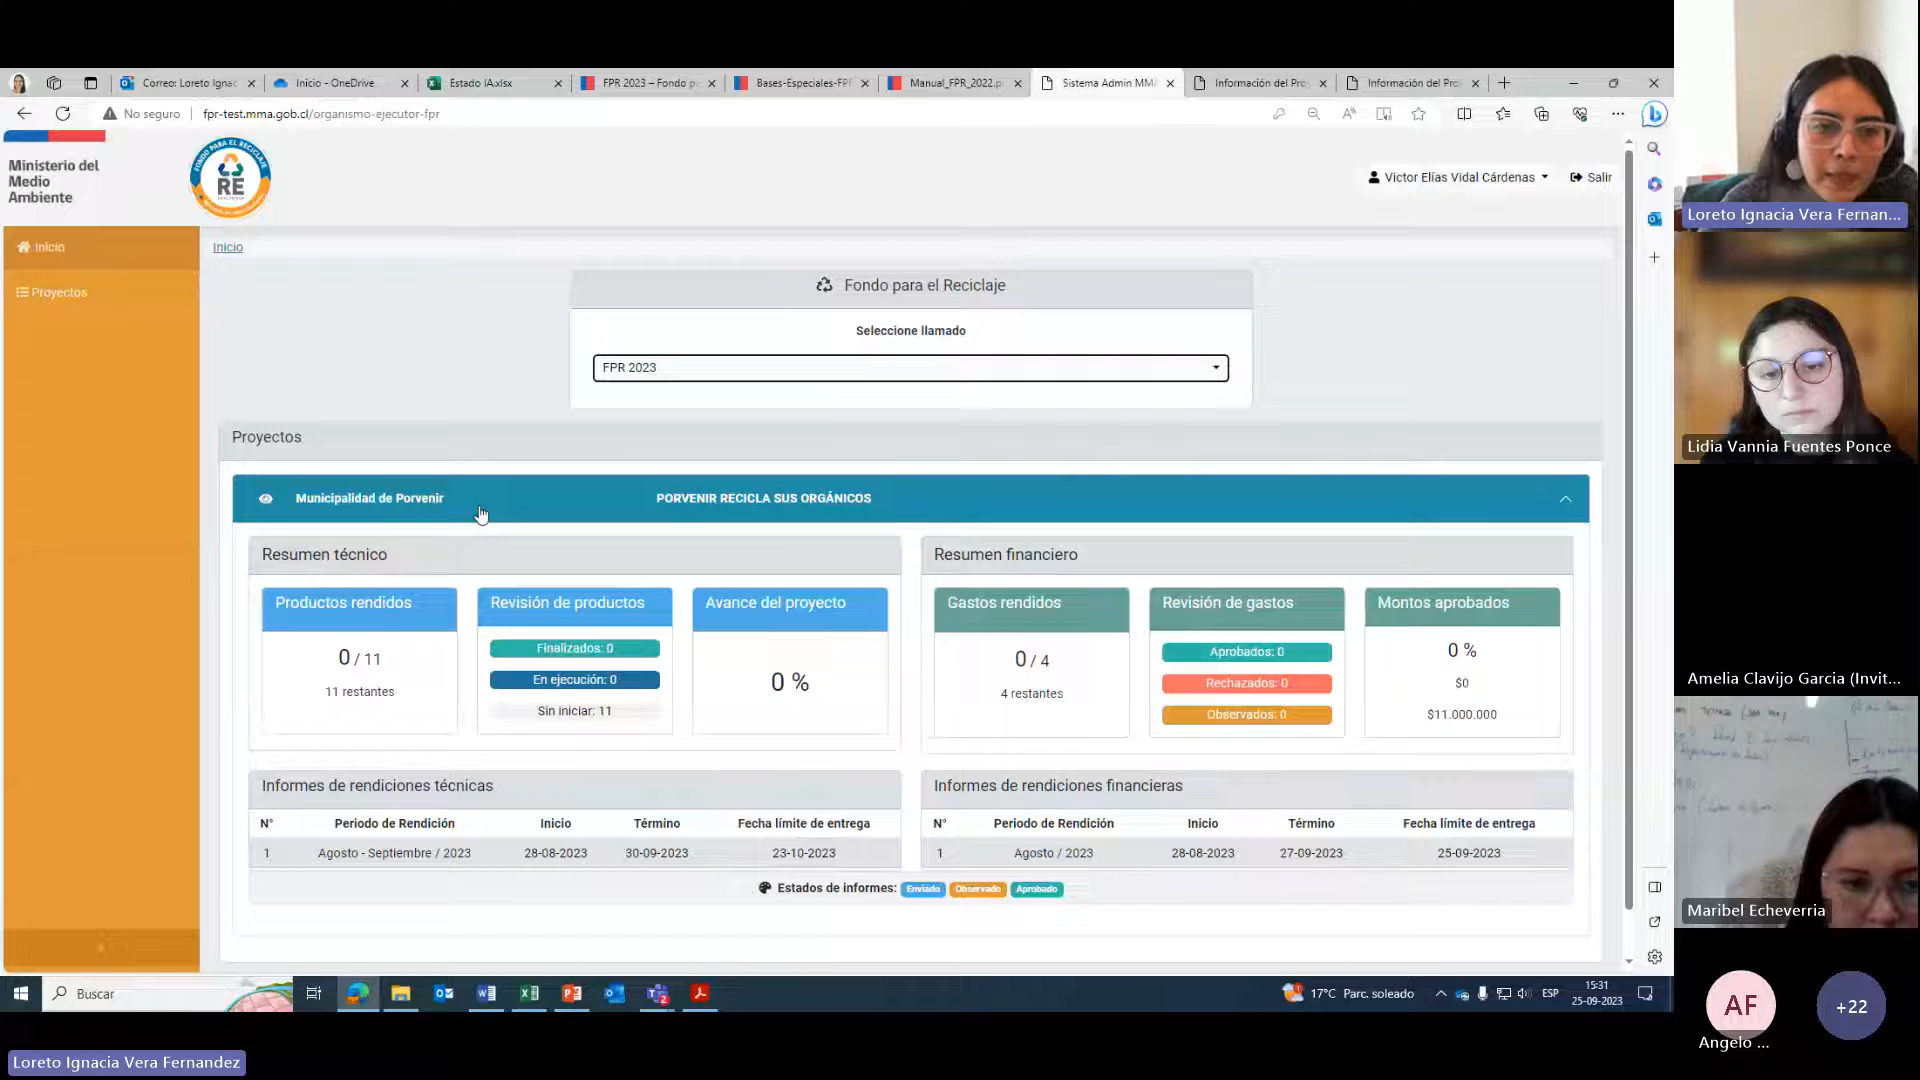 Correo: Loreto Ignac
Inicio - OneDrive
Estado IA.xlsx
FPR 2023 – Fondo p
Bases-Especiales-FP
Manual_FPR_2022.p
Sistema Admin MM
Información del Pro
Información del Pro
No seguro
fpr-test.mma.gob.cl/organismo-ejecutor-fpr
Ministerio del
Medio
Ambiente
FONDO PARA EL RECICLAJE
RE
Victor Elías Vidal Cárdenas
Salir
Inicio
Proyectos
Inicio
Fondo para el Reciclaje
Seleccione llamado
FPR 2023
Proyectos
Municipalidad de Porvenir
PORVENIR RECICLA SUS ORGÁNICOS
Resumen técnico
Productos rendidos
0 / 11
11 restantes
Revisión de productos
Finalizados: 0
En ejecución: 0
Sin iniciar: 11
Avance del proyecto
0 %
Resumen financiero
Gastos rendidos
0 / 4
4 restantes
Revisión de gastos
Aprobados: 0
Rechazados: 0
Observados: 0
Montos aprobados
0 %
$0
$11.000.000
Informes de rendiciones técnicas
N° Periodo de Rendición Inicio Término Fecha límite de entrega
1 Agosto - Septiembre / 2023 28-08-2023 30-09-2023 23-10-2023
Informes de rendiciones financieras
N° Periodo de Rendición Inicio Término Fecha límite de entrega
1 Agosto / 2023 28-08-2023 27-09-2023 25-09-2023
Estados de informes: Enviado Observado Aprobado
Buscar
17°C Parc. soleado
ESP
15:31
25-09-2023
Loreto Ignacia Vera Fernandez
Loreto Ignacia Vera Fernan...
Lidia Vannia Fuentes Ponce
Amelia Clavijo Garcia (Invit...
Maribel Echeverria
AF
Angelo ...
+22